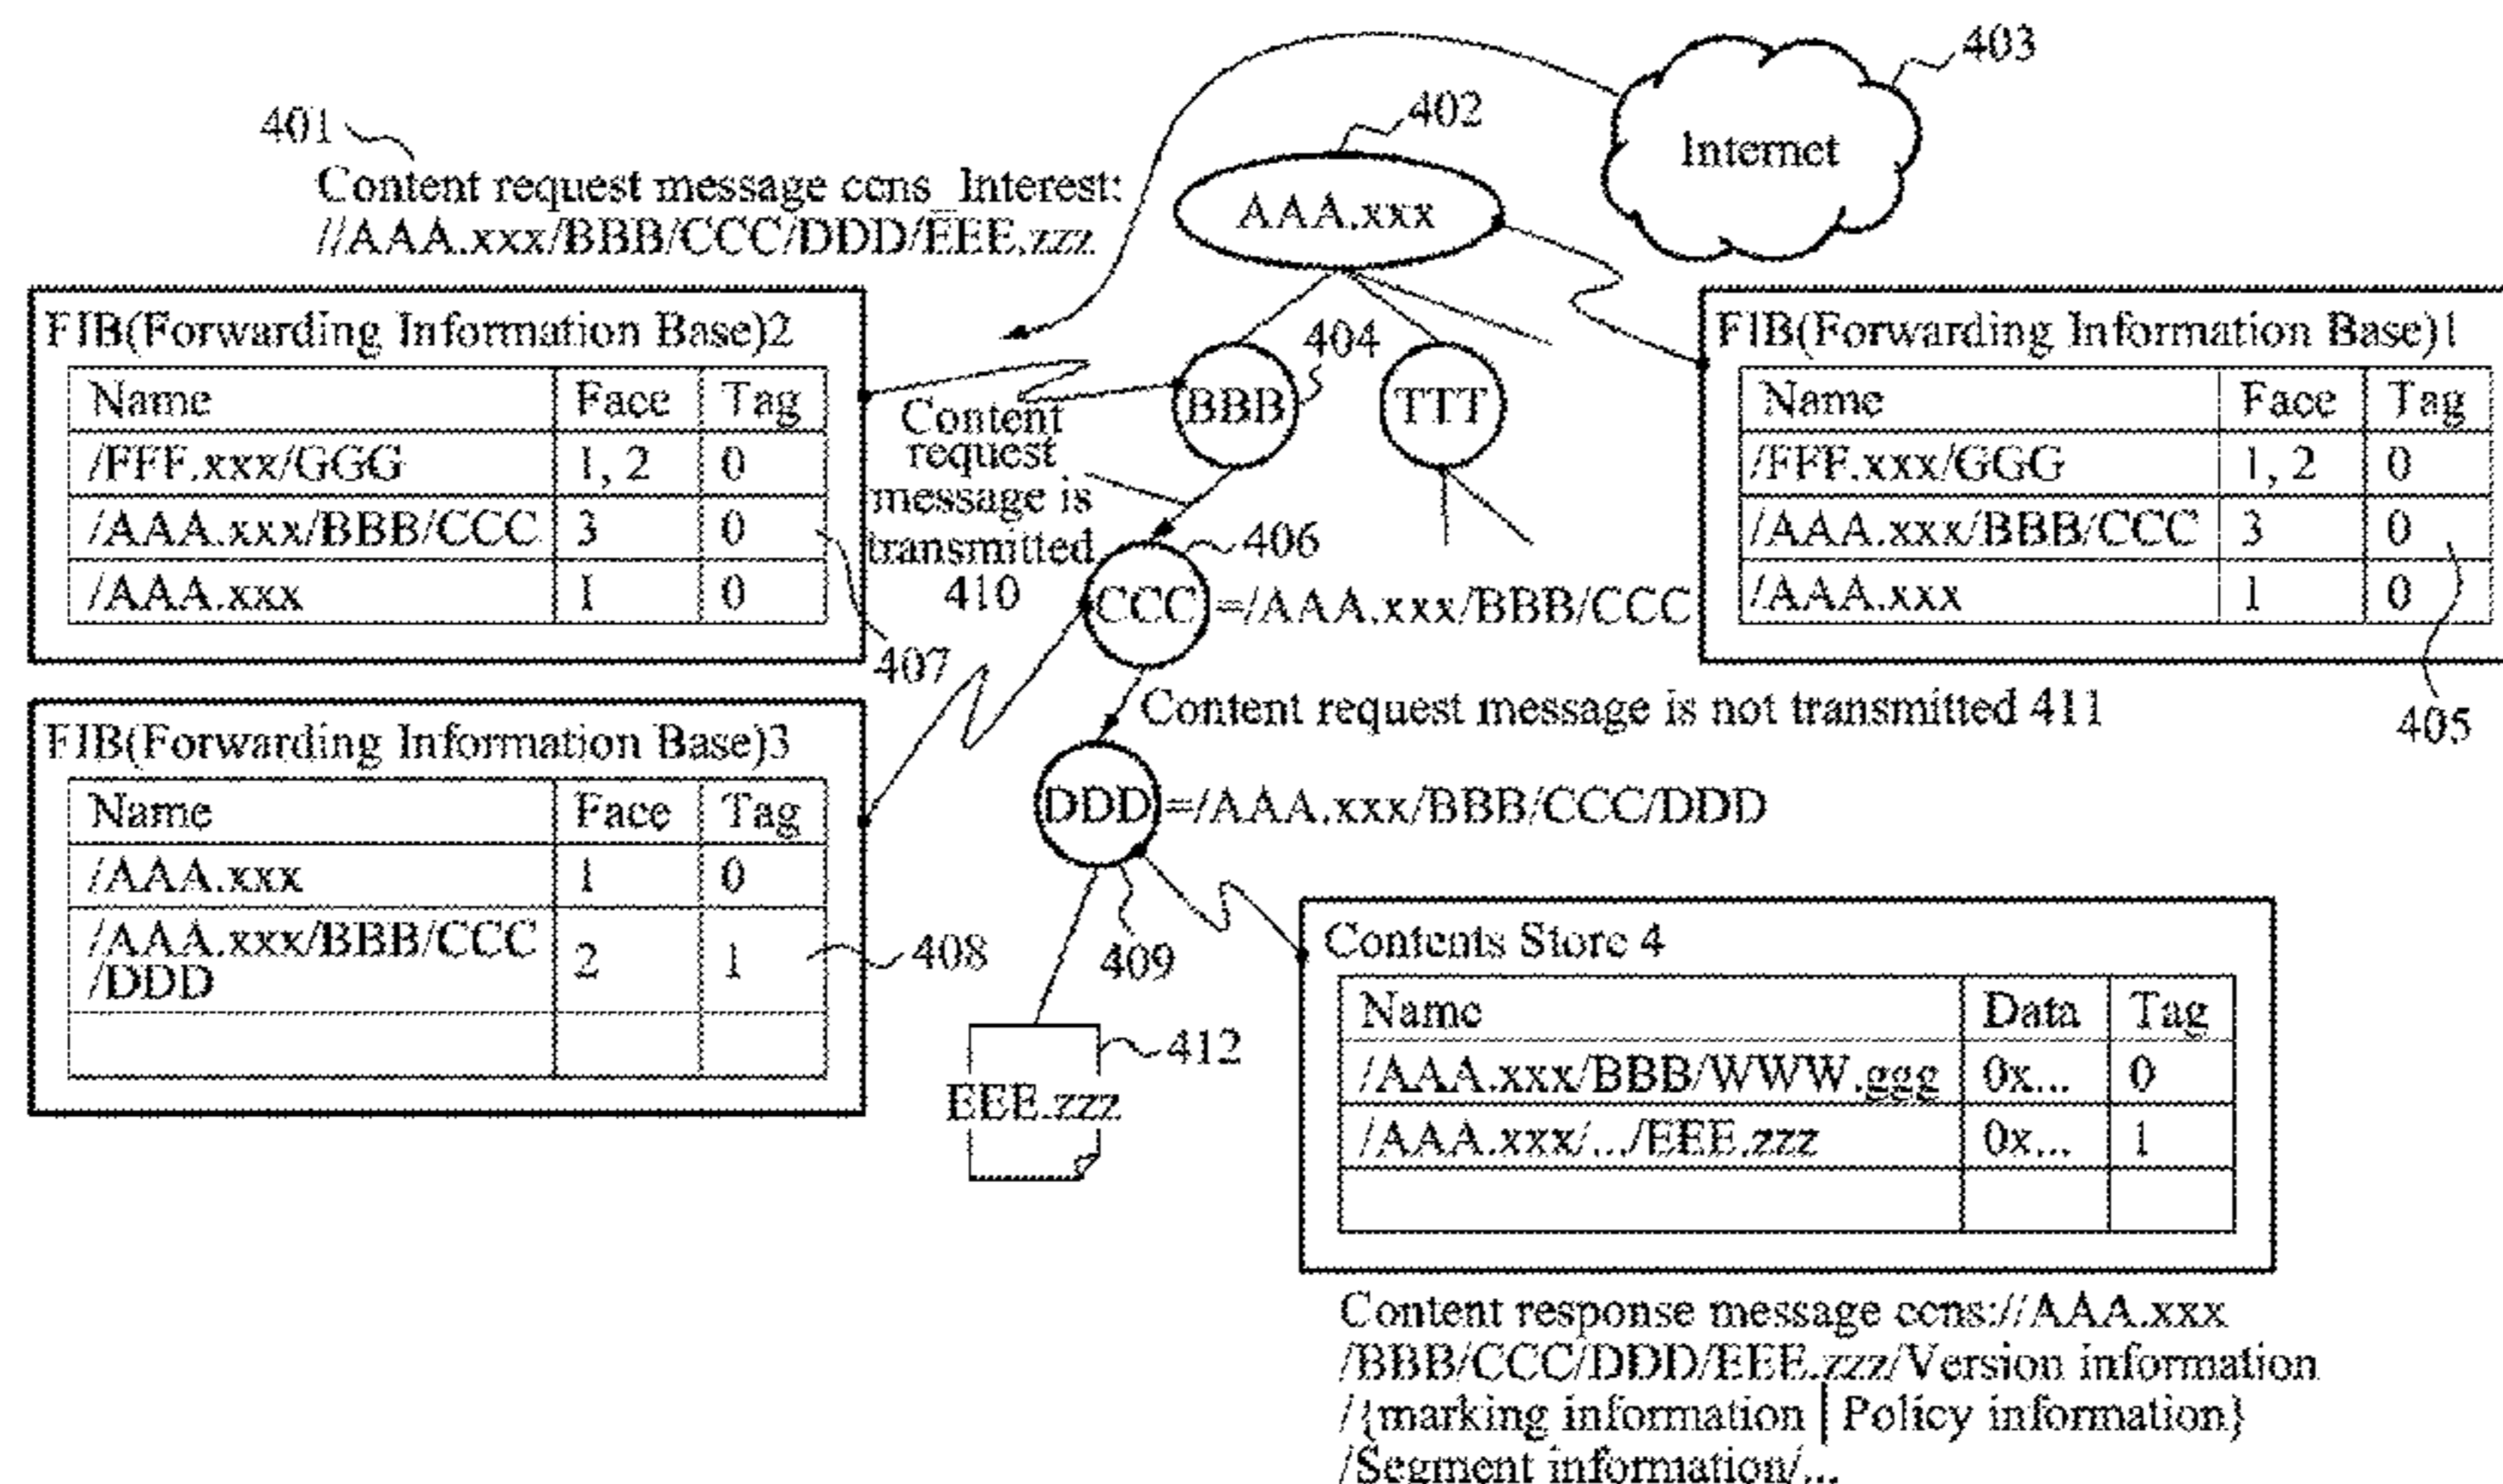 403
402
401
Internet
Content request message ccns_Interest:
//AAA.xxx/BBB/CCC/DDD/EEE.zzz
AAA.xxx
FIB(Forwarding Information Base)2
Name Face Tag
/FFF.xxx/GGG 1, 2 0
/AAA.xxx/BBB/CCC 3 0
/AAA.xxx 1 0
407
404
BBB
TTT
Content
request
message is
transmitted
410
406
CCC =/AAA.xxx/BBB/CCC
FIB(Forwarding Information Base)1
Name Face Tag
/FFF.xxx/GGG 1, 2 0
/AAA.xxx/BBB/CCC 3 0
/AAA.xxx 1 0
405
Content request message is not transmitted 411
FIB(Forwarding Information Base)3
Name Face Tag
/AAA.xxx 1 0
/AAA.xxx/BBB/CCC
/DDD 2 1
408
DDD =/AAA.xxx/BBB/CCC/DDD
409
412
EEE.zzz
Contents Store 4
Name Data Tag
/AAA.xxx/BBB/WWW.ggg 0x... 0
/AAA.xxx/.../EEE.zzz 0x... 1
Content response message ccns://AAA.xxx
/BBB/CCC/DDD/EEE.zzz/Version information
/{marking information | Policy information}
/Segment information/...